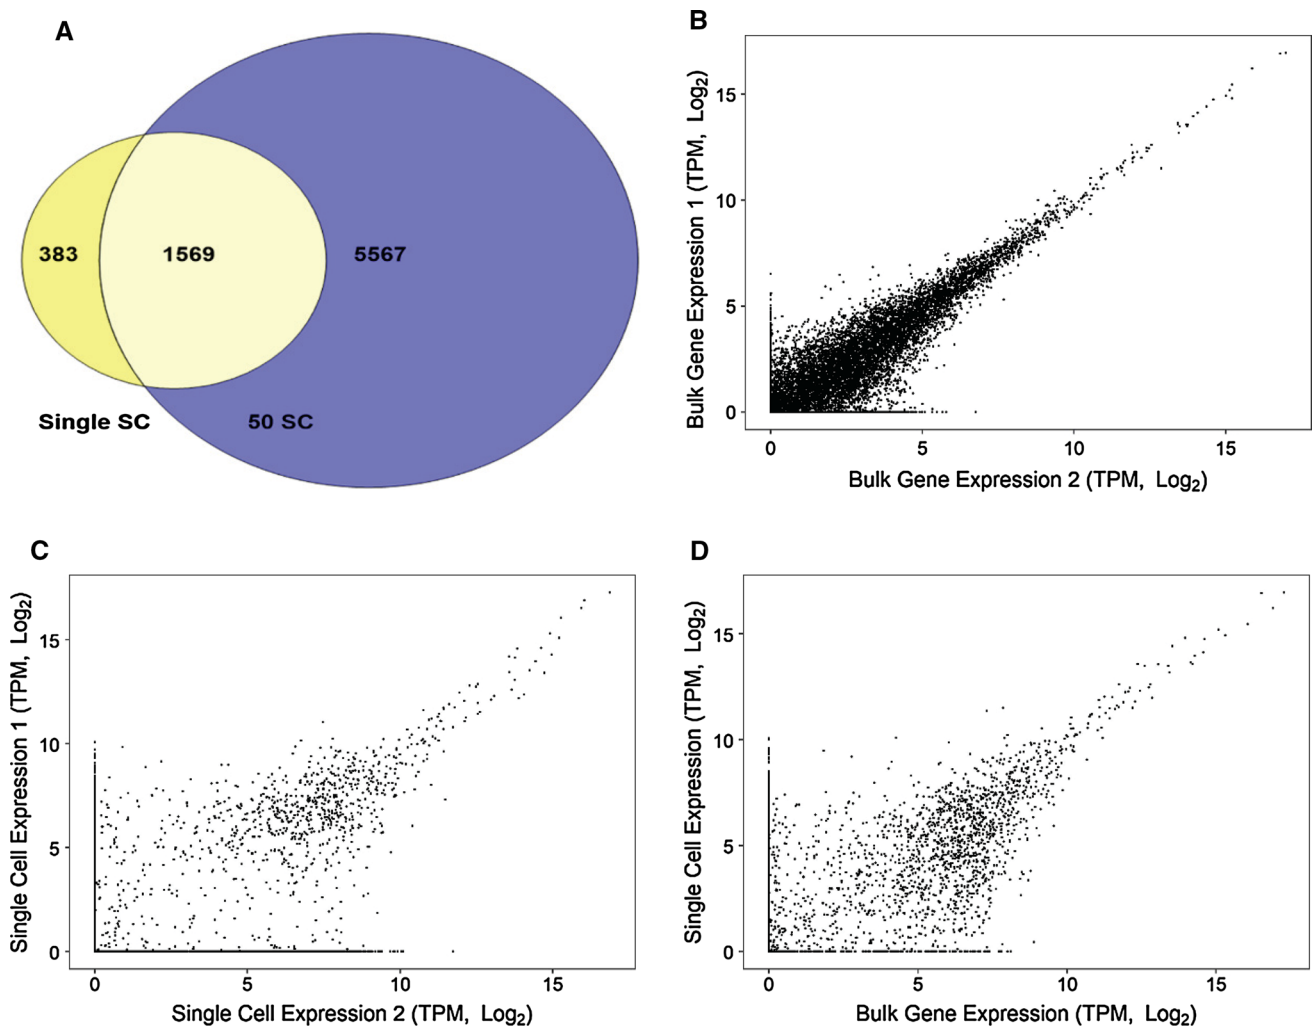 A
383
1569
5567
Single SC
50 SC
B
Bulk Gene Expression 1 (TPM, Log2)
15
10
5
0
0
5
10
15
Bulk Gene Expression 2 (TPM, Log2)
C
Single Cell Expression 1 (TPM, Log2)
15
10
5
0
0
5
10
15
Single Cell Expression 2 (TPM, Log2)
D
Single Cell Expression (TPM, Log2)
15
10
5
0
0
5
10
15
Bulk Gene Expression (TPM, Log2)